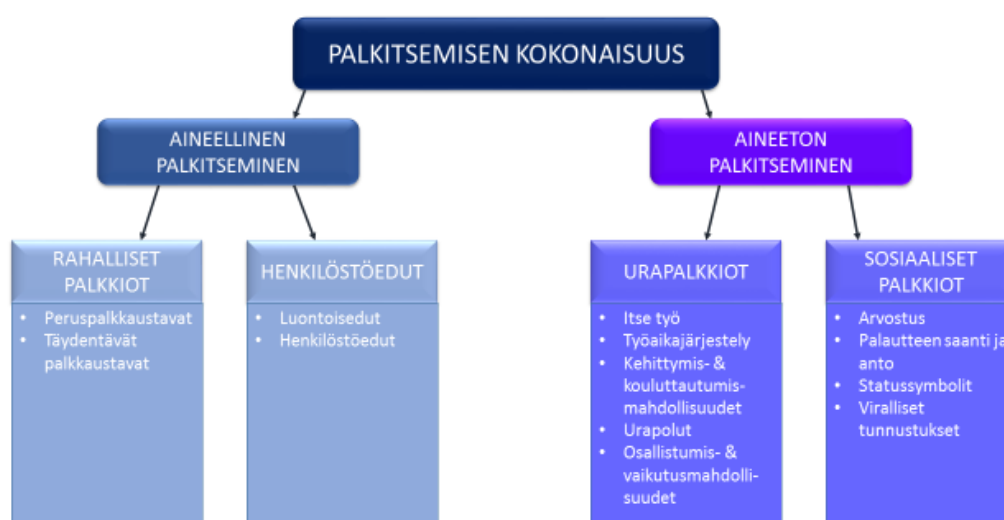 PALKITSEMISEN KOKONAISUUS
AINEELLINEN
PALKITSEMINEN
AINEETON
PALKITSEMINEN
RAHALLISET
PALKKIOT
• Peruspalkkaustavat
• Täydentävät
palkkaustavat
HENKILÖSTÖEDUT
• Luontoisedut
• Henkilöstöedut
URAPALKKIOT
• Itse työ
• Työaikajärjestely
• Kehittymis- &
kouluttautumis-
mahdollisuudet
• Urapolut
• Osallistumis- &
vaikutusmahdolli-
suudet
SOSIAALISET
PALKKIOT
• Arvostus
• Palautteen saanti ja
anto
• Statussymbolit
• Viralliset
tunnustukset